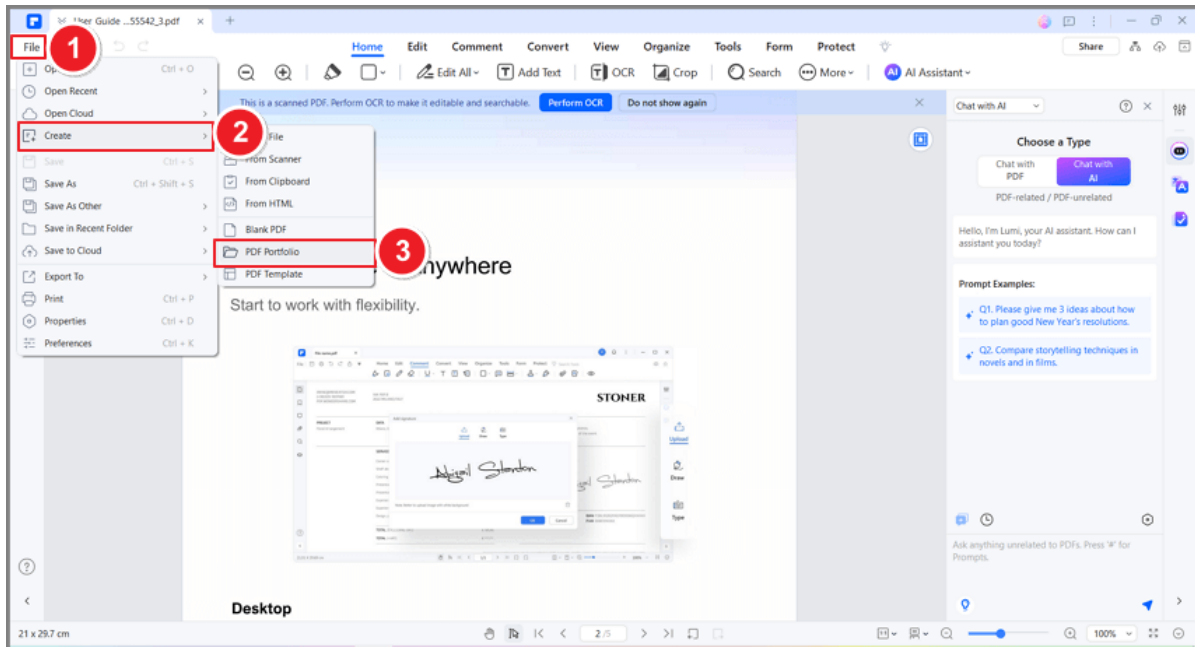 User Guide ...55542_3.pdf
File
1
Home Edit Comment Convert View Organize Tools Form Protect
Share
Edit All Add Text OCR Crop Search More AI Assistant
Ctrl + O
Open Recent
Open Cloud
Create
Save Ctrl + S
Save As Ctrl + Shift + S
Save As Other
Save in Recent Folder
Save to Cloud
Export To
Print Ctrl + P
Properties Ctrl + D
Preferences Ctrl + K
2
File
From Scanner
From Clipboard
From HTML
Blank PDF
PDF Portfolio
PDF Template
3
This is a scanned PDF. Perform OCR to make it editable and searchable. Perform OCR Do not show again
nywhere
Start to work with flexibility.
STONER
Upload
Draw
Type
Abigail Stordon
Desktop
Chat with AI
Choose a Type
Chat with
PDF
Chat with
AI
PDF-related / PDF-unrelated
Hello, I'm Lumi, your AI assistant. How can I
assistant you today?
Prompt Examples:
Q1. Please give me 3 ideas about how
to plan good New Year's resolutions.
Q2. Compare storytelling techniques in
novels and in films.
Ask anything unrelated to PDFs. Press '#' for
Prompts.
21 x 29.7 cm
2 /5
100%